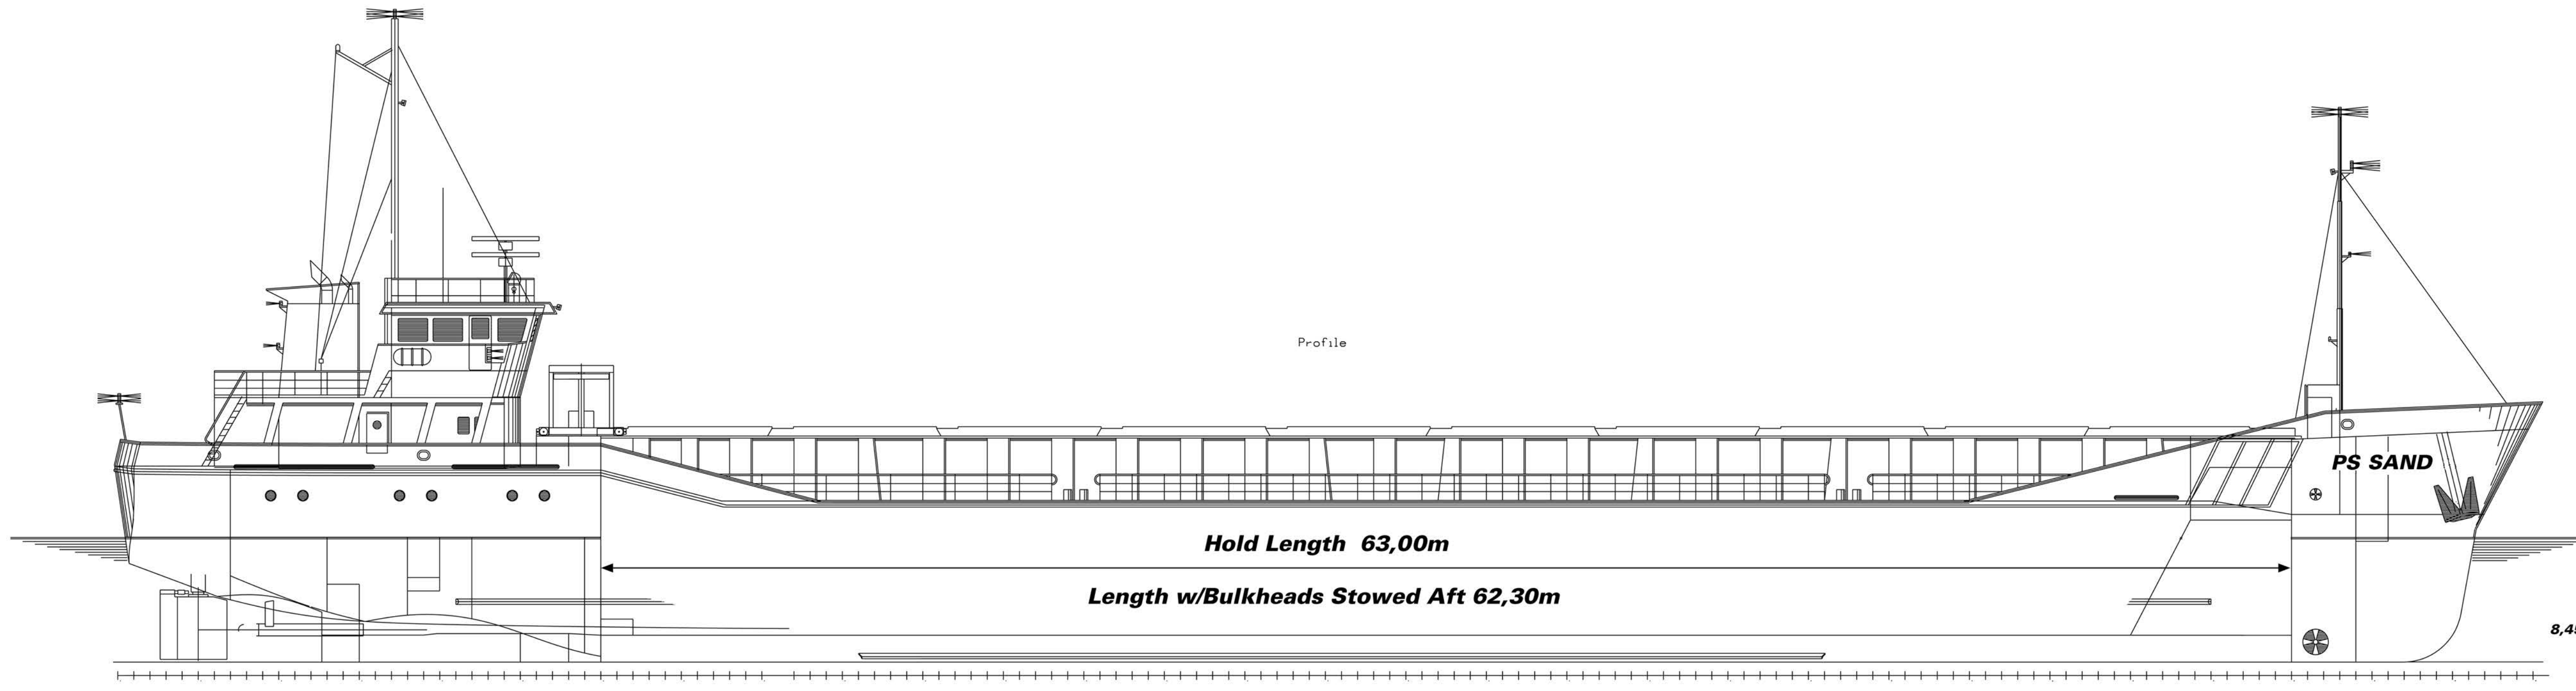 Profile
PS SAND
Hold Length 63,00m
Length w/Bulkheads Stowed Aft 62,30m